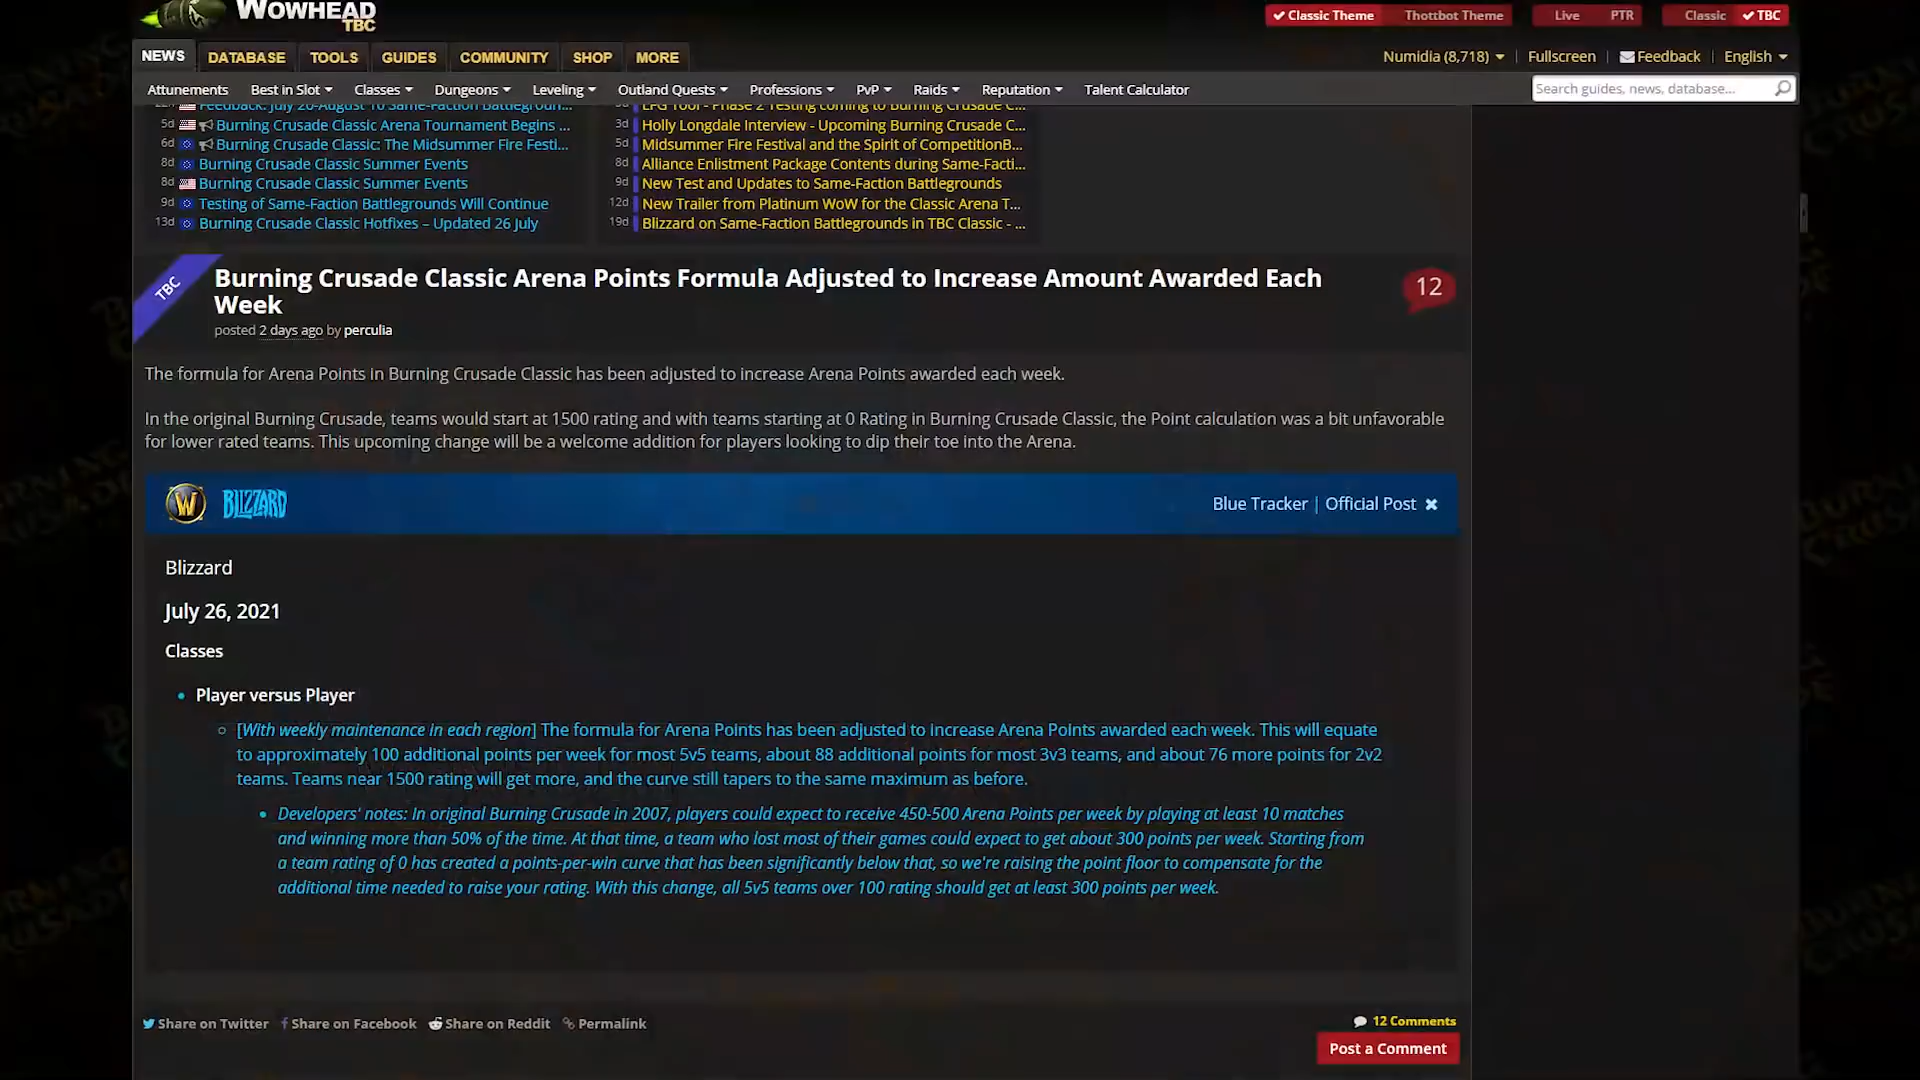 WOWHEAD
TBC
Classic Theme
Thottbot Theme
Live
PTR
Classic
TBC
NEWS
DATABASE
TOOLS
GUIDES
COMMUNITY
SHOP
MORE
Numidia (8,718)
Fullscreen
Feedback
English
Attunements
Best in Slot
Classes
Dungeons
Leveling
Outland Quests
Professions
PvP
Raids
Reputation
Talent Calculator
Search guides, news, database...
Feedback: July 20-August 10 Same-Faction Battlegroun...
5d Burning Crusade Classic Arena Tournament Begins ...
6d Burning Crusade Classic: The Midsummer Fire Festi...
8d Burning Crusade Classic Summer Events
8d Burning Crusade Classic Summer Events
9d Testing of Same-Faction Battlegrounds Will Continue
13d Burning Crusade Classic Hotfixes – Updated 26 July
LFG Tool - Phase 2 Testing coming to Burning Crusade C...
3d Holly Longdale Interview - Upcoming Burning Crusade C...
5d Midsummer Fire Festival and the Spirit of CompetitionB...
8d Alliance Enlistment Package Contents during Same-Facti...
9d New Test and Updates to Same-Faction Battlegrounds
12d New Trailer from Platinum WoW for the Classic Arena T...
19d Blizzard on Same-Faction Battlegrounds in TBC Classic - ...
TBC
Burning Crusade Classic Arena Points Formula Adjusted to Increase Amount Awarded Each
Week
12
posted 2 days ago by perculia
The formula for Arena Points in Burning Crusade Classic has been adjusted to increase Arena Points awarded each week.
In the original Burning Crusade, teams would start at 1500 rating and with teams starting at 0 Rating in Burning Crusade Classic, the Point calculation was a bit unfavorable
for lower rated teams. This upcoming change will be a welcome addition for players looking to dip their toe into the Arena.
W
BLIZZARD
Blue Tracker | Official Post
Blizzard
July 26, 2021
Classes
Player versus Player
[With weekly maintenance in each region] The formula for Arena Points has been adjusted to increase Arena Points awarded each week. This will equate
to approximately 100 additional points per week for most 5v5 teams, about 88 additional points for most 3v3 teams, and about 76 more points for 2v2
teams. Teams near 1500 rating will get more, and the curve still tapers to the same maximum as before.
Developers' notes: In original Burning Crusade in 2007, players could expect to receive 450-500 Arena Points per week by playing at least 10 matches
and winning more than 50% of the time. At that time, a team who lost most of their games could expect to get about 300 points per week. Starting from
a team rating of 0 has created a points-per-win curve that has been significantly below that, so we're raising the point floor to compensate for the
additional time needed to raise your rating. With this change, all 5v5 teams over 100 rating should get at least 300 points per week.
Share on Twitter
Share on Facebook
Share on Reddit
Permalink
12 Comments
Post a Comment